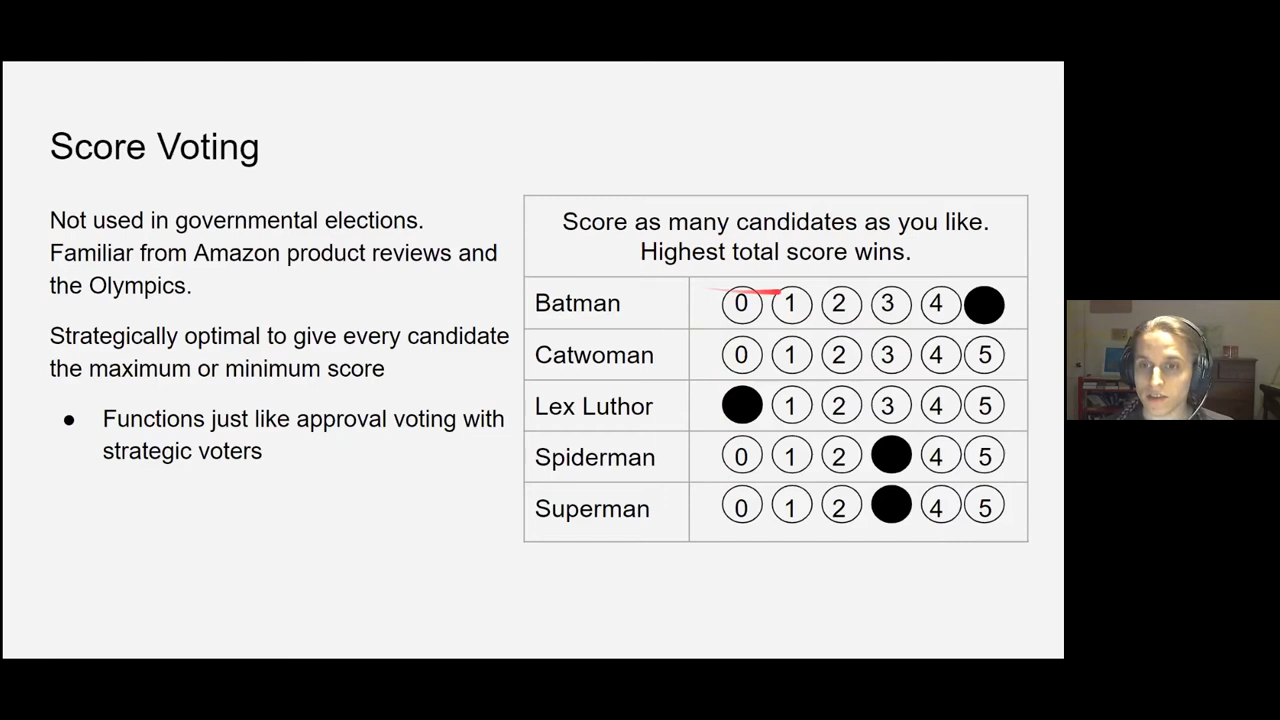 Score Voting
Not used in governmental elections.
Familiar from Amazon product reviews and
the Olympics.
Strategically optimal to give every candidate
the maximum or minimum score
● Functions just like approval voting with
strategic voters
Score as many candidates as you like.
Highest total score wins.
Batman 0 1 2 3 4
Catwoman 0 1 2 3 4 5
Lex Luthor 1 2 3 4 5
Spiderman 0 1 2 4 5
Superman 0 1 2 4 5